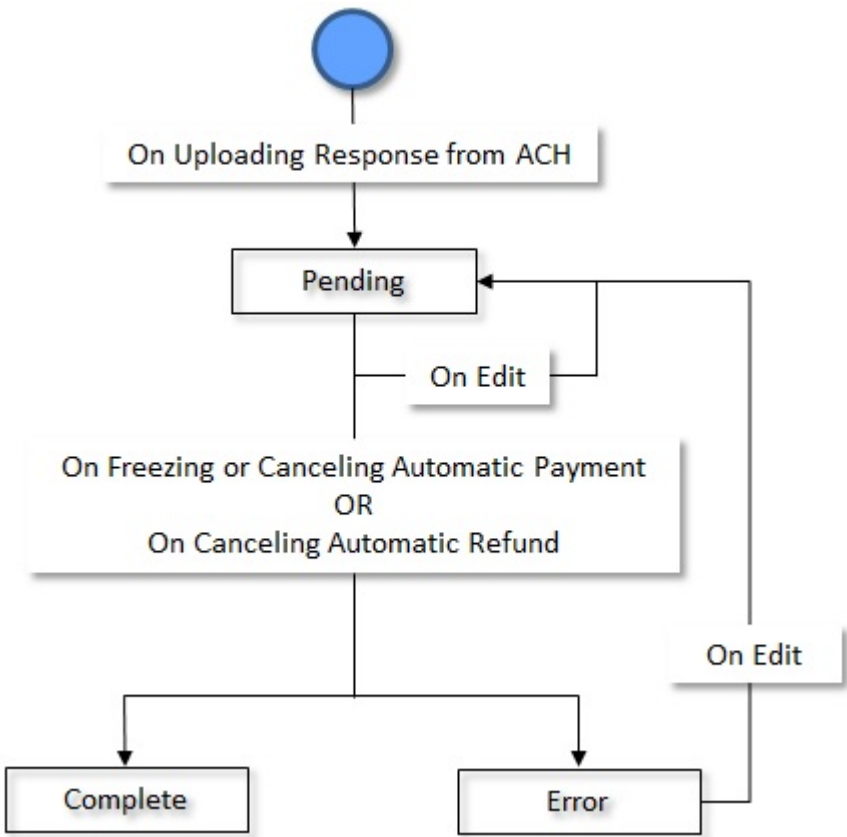 On Uploading Response from ACH
Pending
On Edit
On Freezing or Canceling Automatic Payment
OR
On Canceling Automatic Refund
On Edit
Complete
Error